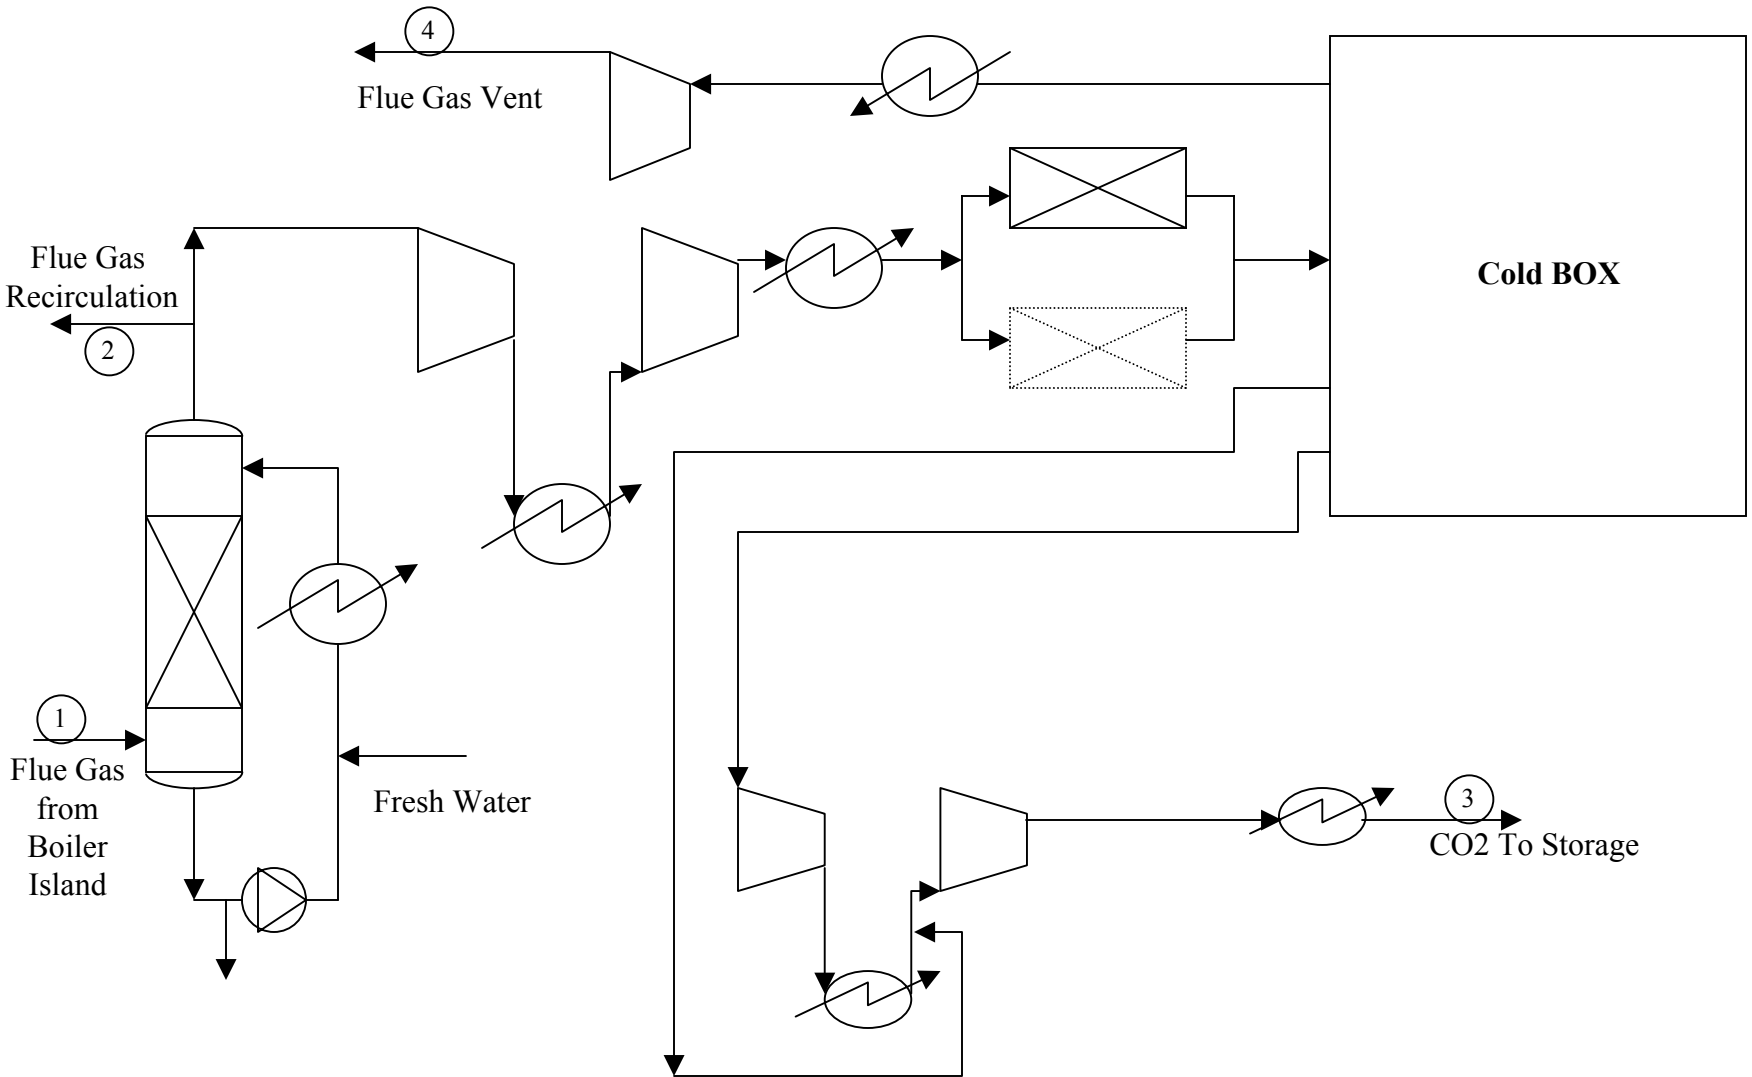 4
Flue Gas Vent
Flue Gas
Recirculation
2
Cold BOX
1
Flue Gas
from
Boiler
Island
Fresh Water
3
CO2 To Storage